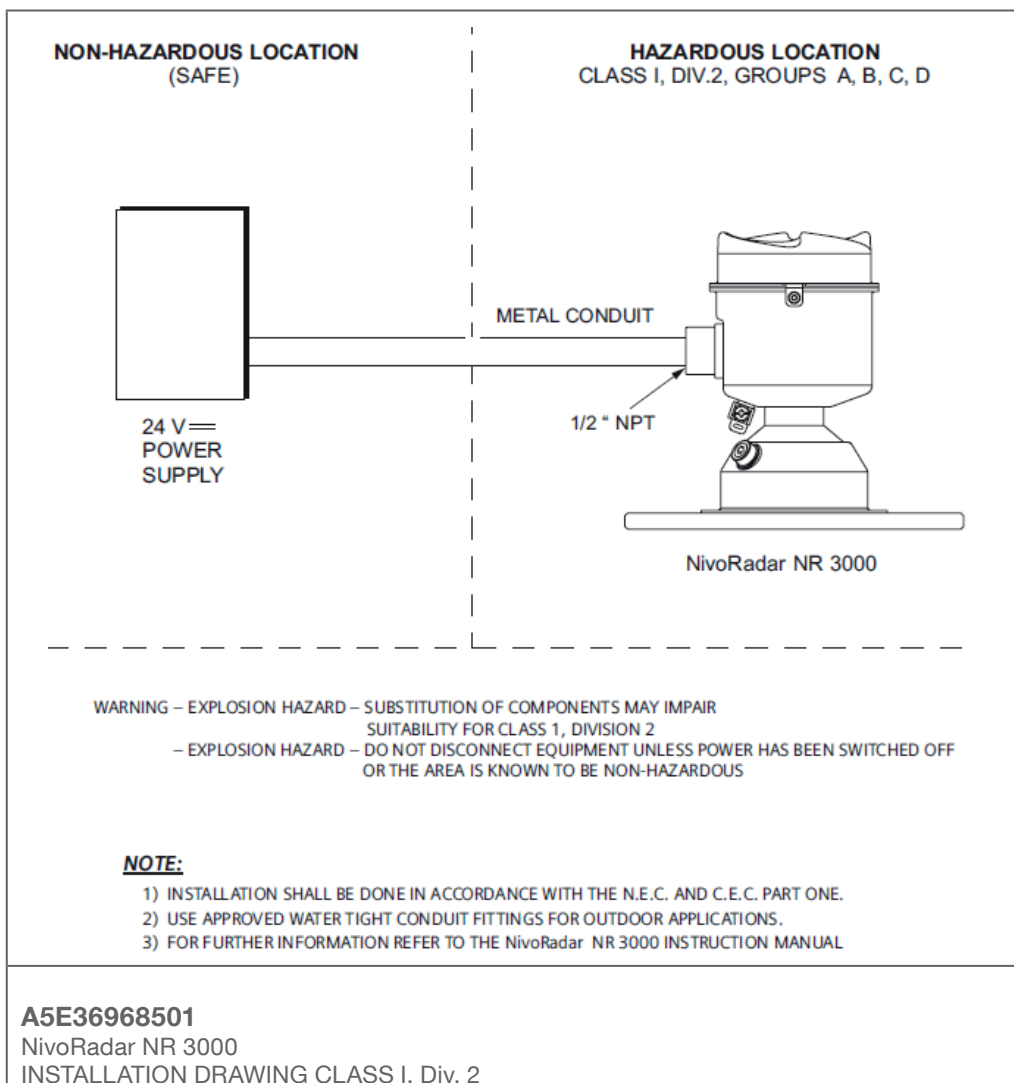 NON-HAZARDOUS LOCATION
(SAFE)
HAZARDOUS LOCATION
CLASS I, DIV.2, GROUPS A, B, C, D
METAL CONDUIT
1/2 “ NPT
24 V
POWER
SUPPLY
NivoRadar NR 3000
WARNING – EXPLOSION HAZARD – SUBSTITUTION OF COMPONENTS MAY IMPAIR
SUITABILITY FOR CLASS 1, DIVISION 2
– EXPLOSION HAZARD – DO NOT DISCONNECT EQUIPMENT UNLESS POWER HAS BEEN SWITCHED OFF
OR THE AREA IS KNOWN TO BE NON-HAZARDOUS
NOTE:
1) INSTALLATION SHALL BE DONE IN ACCORDANCE WITH THE N.E.C. AND C.E.C. PART ONE.
2) USE APPROVED WATER TIGHT CONDUIT FITTINGS FOR OUTDOOR APPLICATIONS.
3) FOR FURTHER INFORMATION REFER TO THE NivoRadar NR 3000 INSTRUCTION MANUAL
A5E36968501
NivoRadar NR 3000
INSTALLATION DRAWING CLASS I, Div. 2